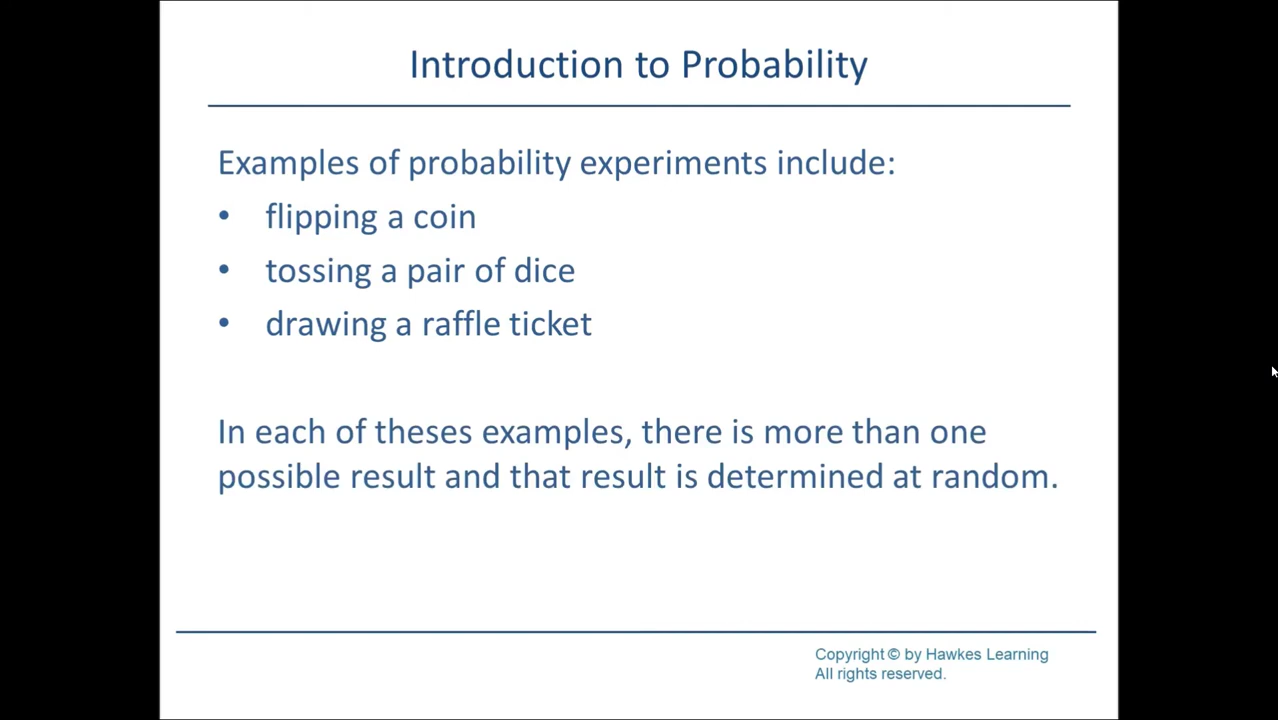 Introduction to Probability
Examples of probability experiments include:
• flipping a coin
• tossing a pair of dice
• drawing a raffle ticket
In each of theses examples, there is more than one
possible result and that result is determined at random.
Copyright © by Hawkes Learning
All rights reserved.